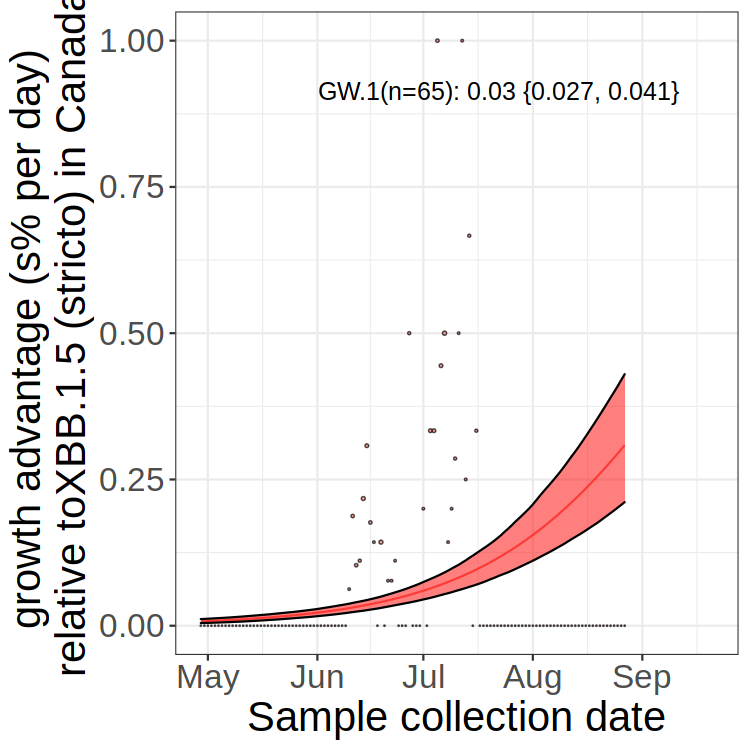 growth advantage (s% per day)
relative toXBB.1.5 (stricto) in Canada
1.00
0.75
0.50
0.25
0.00
GW.1(n=65): 0.03 {0.027, 0.041}
May Jun Jul Aug Sep
Sample collection date